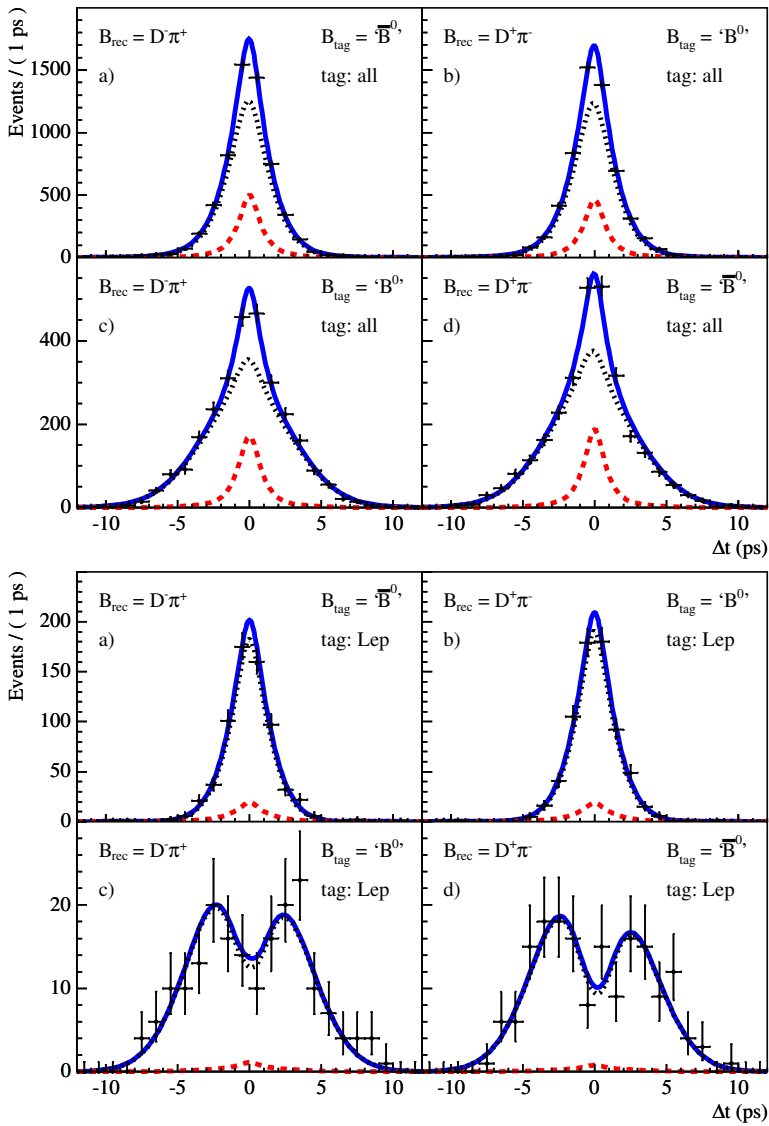 Events / ( 1 ps )
B_rec = D⁻π⁺ B_tag = ‘B̅⁰’
a) tag: all
B_rec = D⁺π⁻ B_tag = ‘B⁰’
b) tag: all
1500
1000
500
0
B_rec = D⁻π⁺ B_tag = ‘B⁰’
c) tag: all
B_rec = D⁺π⁻ B_tag = ‘B̅⁰’
d) tag: all
400
200
0
-10 -5 0 5 10 -10 -5 0 5 10
Δt (ps)
Events / ( 1 ps )
B_rec = D⁻π⁺ B_tag = ‘B̅⁰’
a) tag: Lep
B_rec = D⁺π⁻ B_tag = ‘B⁰’
b) tag: Lep
200
150
100
50
0
B_rec = D⁻π⁺ B_tag = ‘B⁰’
c) tag: Lep
B_rec = D⁺π⁻ B_tag = ‘B̅⁰’
d) tag: Lep
20
10
0
-10 -5 0 5 10 -10 -5 0 5 10
Δt (ps)